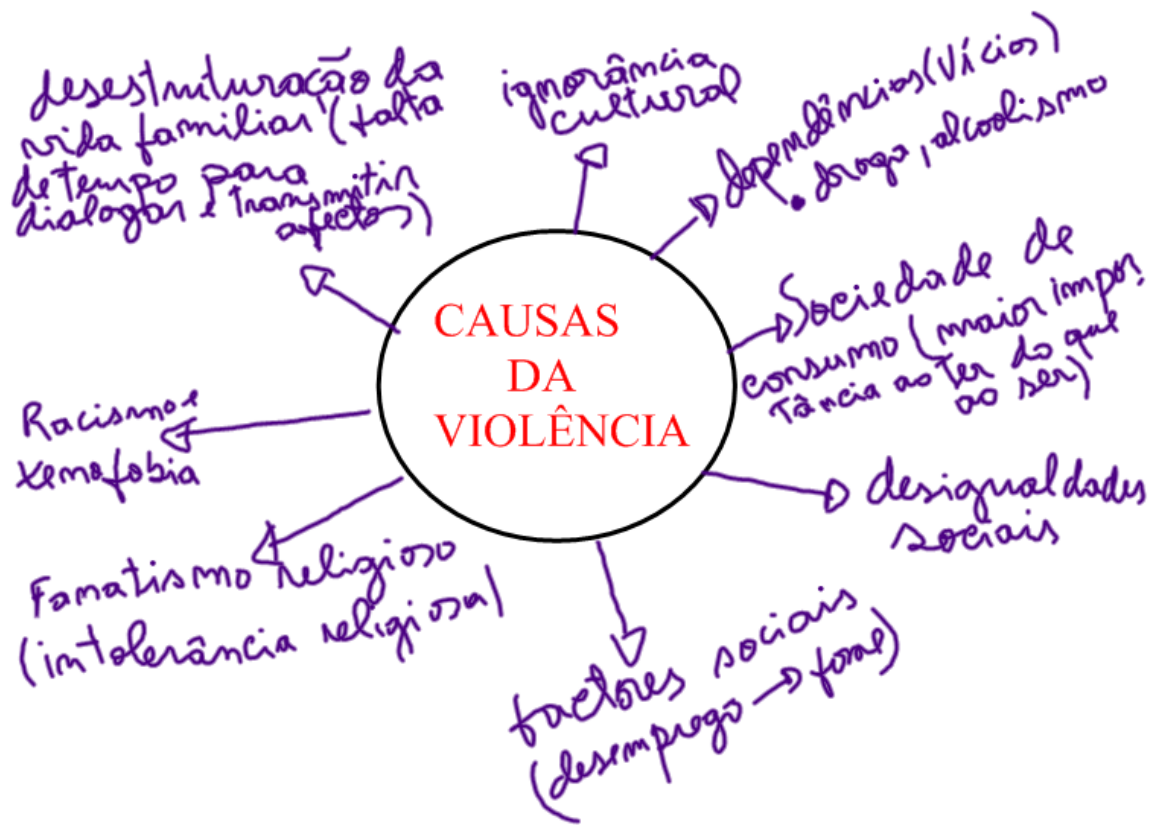 desestruturação da
vida familiar (falta
de tempo para
dialogar e transmitir
afectos)
ignorância
cultural
dependências (Vícios)
• droga, alcoolismo
CAUSAS
DA
VIOLÊNCIA
Sociedade de
consumo (maior impor,
tância ao ter do que
ao ser)
Racismo e
xenofobia
desigualdades
sociais
Fanatismo religioso
(intolerância religiosa)
factores sociais
(desemprego → fome)